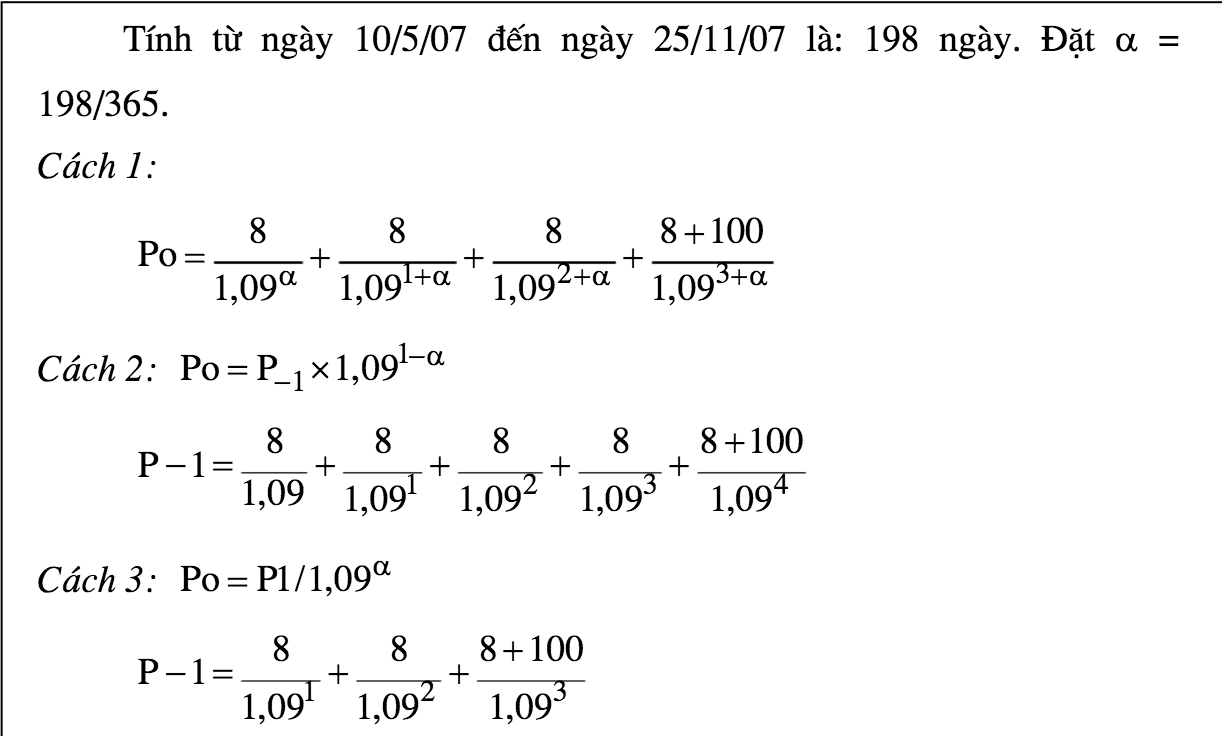 Tính từ ngày 10/5/07 đến ngày 25/11/07 là: 198 ngày. Đặt α =
198/365.
Cách 1:
Po = 8/1,09^α + 8/1,09^(1+α) + 8/1,09^(2+α) + (8+100)/1,09^(3+α)
Cách 2: Po = P₋₁ × 1,09^(1−α)
P − 1 = 8/1,09 + 8/1,09^1 + 8/1,09^2 + 8/1,09^3 + (8+100)/1,09^4
Cách 3: Po = P1/1,09^α
P − 1 = 8/1,09^1 + 8/1,09^2 + (8+100)/1,09^3